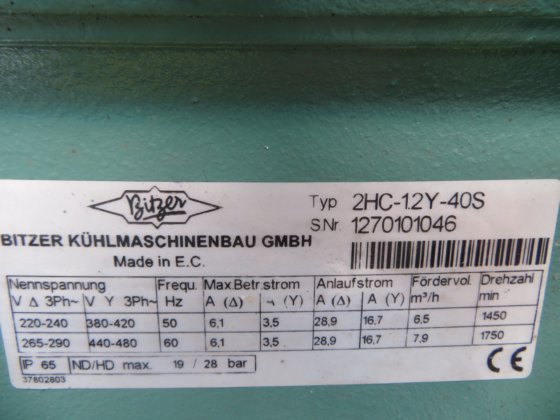 Bitzer
Typ 2HC-1.2Y-40S
S.Nr. 1270101046
BITZER KÜHLMASCHINENBAU GMBH
Made in E.C.
Nennspannung Frequ. Max.Betr.strom Anlaufstrom Fördervol. Drehzahl
V Δ 3Ph~ V Y 3Ph~ Hz A (Δ) ¬ (Y) A (Δ) A (Y) m³/h min
220-240 380-420 50 6,1 3,5 28,9 16,7 6,5 1450
265-290 440-480 60 6,1 3,5 28,9 16,7 7,9 1750
IP 65 ND/HD max. 19 / 28 bar CE
37802803